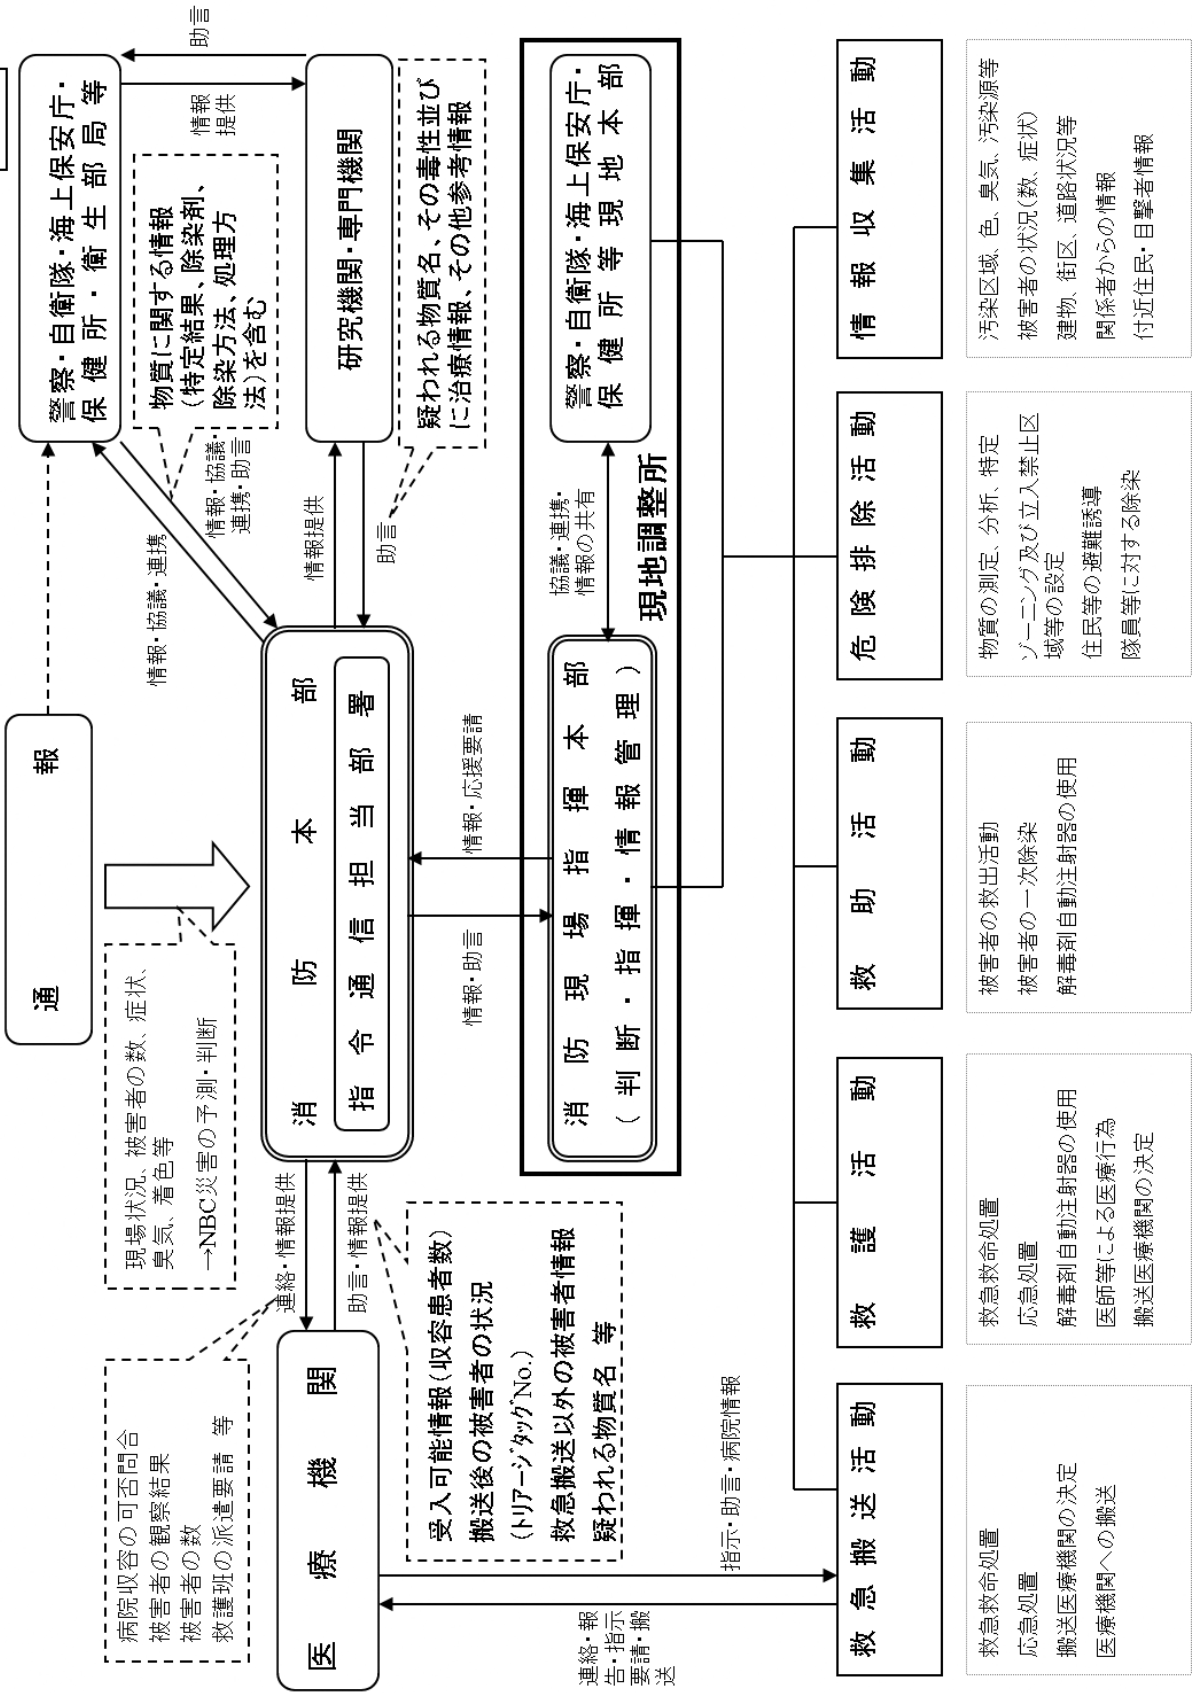 通報
現場状況、被害者の数、症状、
臭気、着色等
→NBC災害の予測・判断
警察・自衛隊・海上保安庁・
保健所・衛生部局等
助言
情報
提供
情報・協議・連携
情報・協議・
連携・助言
物質に関する情報
(特定結果、除染剤、
除染方法、処理方
法)を含む
病院収容の可否問合
被害者の観察結果
被害者の数
救護班の派遣要請 等
連絡・情報提供
医療機関
助言・情報提供
消防本部
指令通信担当部署
情報提供
助言
研究機関・専門機関
疑われる物質名、その毒性並び
に治療情報、その他参考情報
受入可能情報(収容患者数)
搬送後の被害者の状況
(トリアージタッグNo.)
救急搬送以外の被害者情報
疑われる物質名 等
情報・助言
情報・応援要請
消防現場指揮本部
(判断・指揮・情報管理)
協議・連携・
情報の共有
現地調整所
警察・自衛隊・海上保安庁・
保健所等現地本部
連絡・報
告・指示
要請・搬
送
指示・助言・病院情報
救急搬送活動
救護活動
救助活動
危険排除活動
情報収集活動
救急救命処置
応急処置
搬送医療機関の決定
医療機関への搬送
救急救命処置
応急処置
解毒剤自動注射器の使用
医師等による医療行為
搬送医療機関の決定
被害者の救出活動
被害者の一次除染
解毒剤自動注射器の使用
物質の測定、分析、特定
ゾーニング及び立入禁止区
域等の設定
住民等の避難誘導
隊員等に対する除染
汚染区域、色、臭気、汚染源等
被害者の状況(数、症状)
建物、街区、道路状況等
関係者からの情報
付近住民・目撃者情報